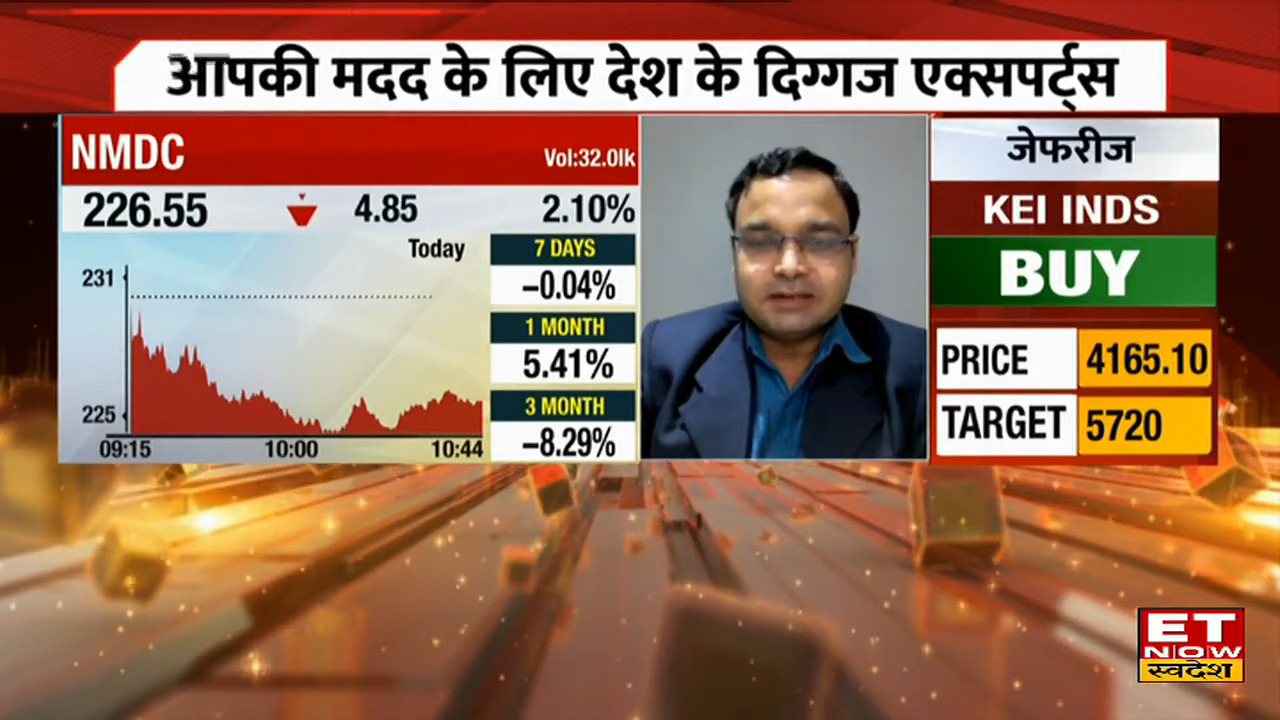 आपकी मदद के लिए देश के दिग्गज एक्सपर्ट्स
NMDC
Vol:32.0lk
226.55 4.85 2.10%
Today
231
225
09:15 10:00 10:44
7 DAYS
–0.04%
1 MONTH
5.41%
3 MONTH
–8.29%
जेफरीज
KEI INDS
BUY
PRICE 4165.10
TARGET 5720
ET
NOW
स्वदेश